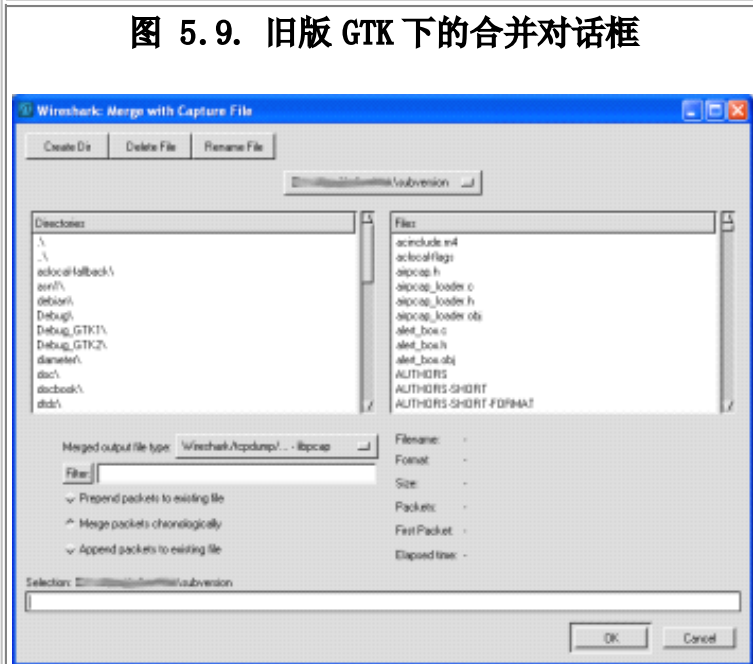 图 5.9. 旧版 GTK 下的合并对话框
Wireshark: Merge with Capture File
Create Dir Delete File Rename File
\subversion
Directories
.\
..\
aclocal-fallback\
asn1\
debian\
Debug\
Debug_GTK1\
Debug_GTK2\
diameter\
doc\
docbook\
dtds\
Files
acinclude.m4
aclocal-flags
airpcap.h
airpcap_loader.c
airpcap_loader.h
airpcap_loader.obj
alert_box.c
alert_box.h
alert_box.obj
AUTHORS
AUTHORS-SHORT
AUTHORS-SHORT-FORMAT
Merged output file type: Wireshark/tcpdump/... - libpcap
Filter:
Prepend packets to existing file
Merge packets chronologically
Append packets to existing file
Filename: -
Format: -
Size: -
Packets: -
First Packet: -
Elapsed time: -
Selection: \subversion
OK Cancel